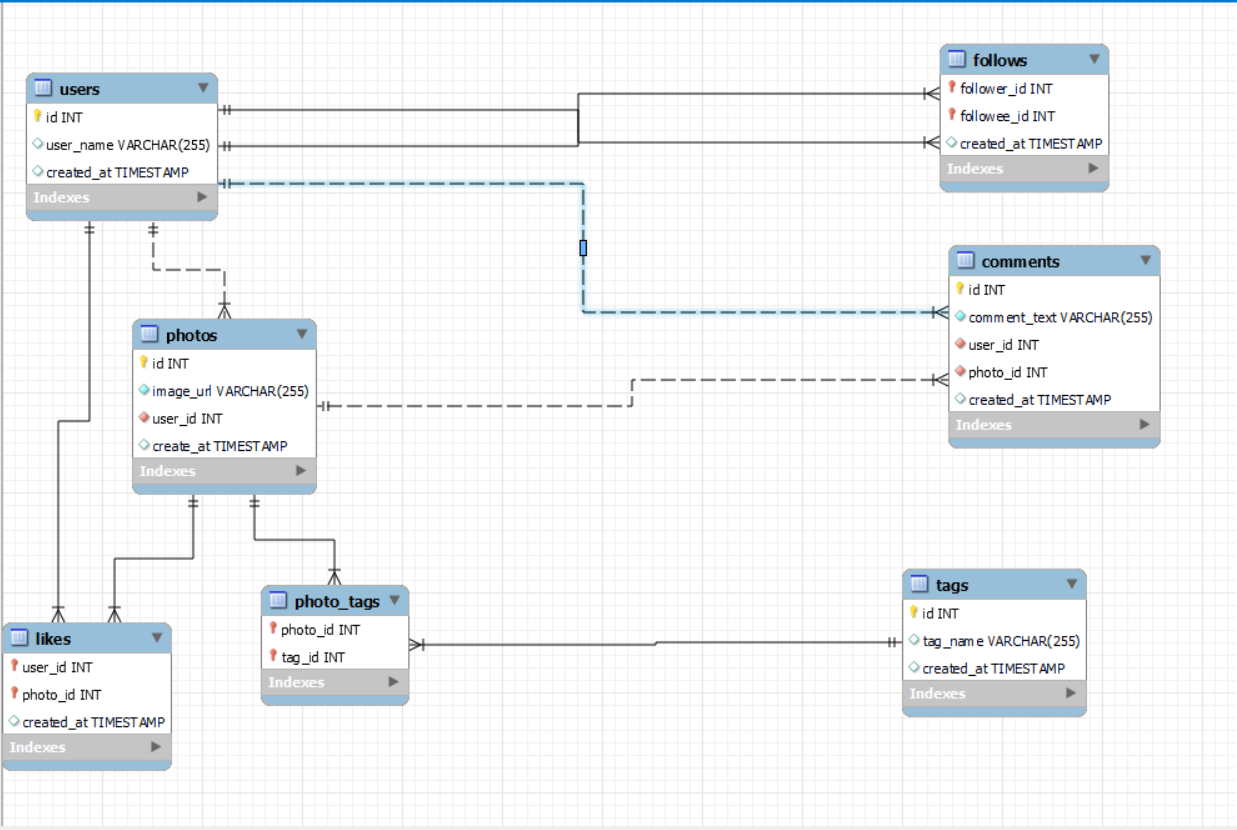 users
id INT
user_name VARCHAR(255)
created_at TIMESTAMP
Indexes
follows
follower_id INT
followee_id INT
created_at TIMESTAMP
Indexes
comments
id INT
comment_text VARCHAR(255)
user_id INT
photo_id INT
created_at TIMESTAMP
Indexes
photos
id INT
image_url VARCHAR(255)
user_id INT
create_at TIMESTAMP
Indexes
likes
user_id INT
photo_id INT
created_at TIMESTAMP
Indexes
photo_tags
photo_id INT
tag_id INT
Indexes
tags
id INT
tag_name VARCHAR(255)
created_at TIMESTAMP
Indexes